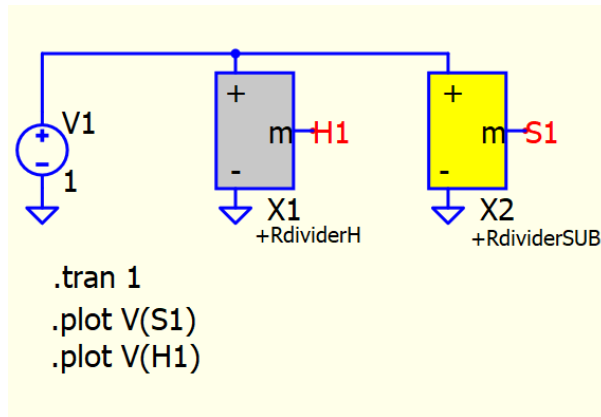 V1
1
+
m
-
H1
X1
+RdividerH
+
m
-
S1
X2
+RdividerSUB
.tran 1
.plot V(S1)
.plot V(H1)